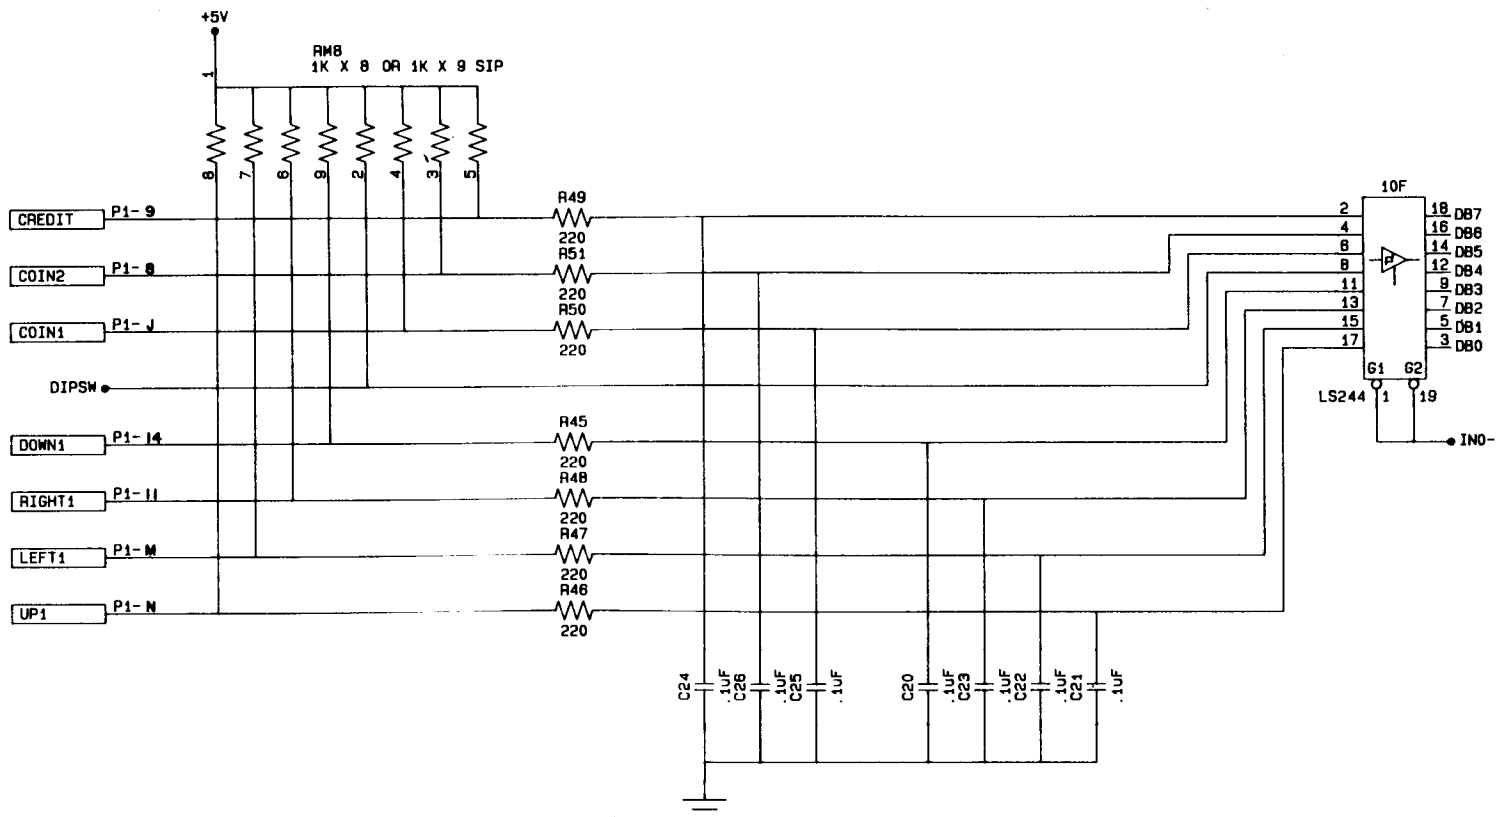 +5V
RM8
1K X 8 OR 1K X 9 SIP
1
8 7 6 9 2 4 3 5
CREDIT P1-9
R49
220
COIN2 P1-8
R51
220
COIN1 P1-J
R50
220
DIPSW
DOWN1 P1-14
R45
220
RIGHT1 P1-11
R48
220
LEFT1 P1-M
R47
220
UP1 P1-N
R46
220
10F
2 18 DB7
4 16 DB6
6 14 DB5
8 12 DB4
11 9 DB3
13 7 DB2
15 5 DB1
17 3 DB0
G1 G2
LS244 1 19
IN0-
C24 .1uF
C26 .1uF
C25 .1uF
C20 .1uF
C23 .1uF
C22 .1uF
C21 .1uF